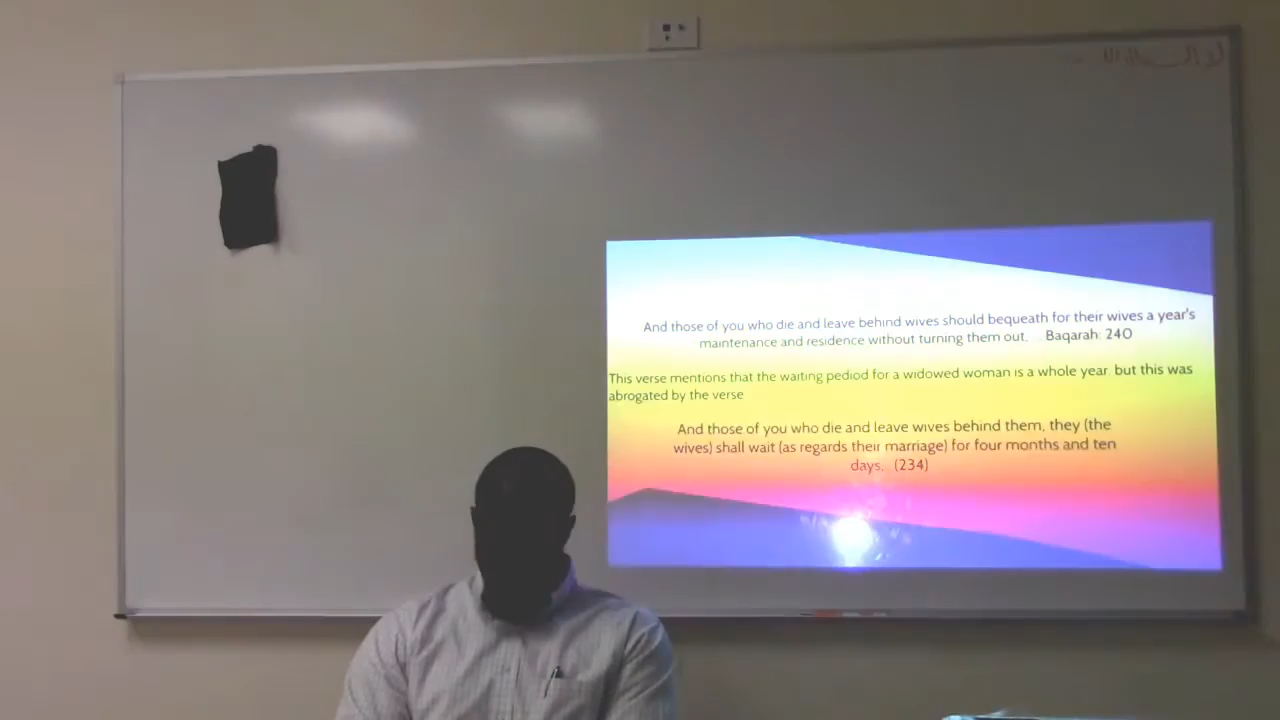 And those of you who die and leave behind wives should bequeath for their wives a year's
maintenance and residence without turning them out. Baqarah: 240
This verse mentions that the waiting pediod for a widowed woman is a whole year, but this was
abrogated by the verse
And those of you who die and leave wives behind them, they (the
wives) shall wait (as regards their marriage) for four months and ten
days. (234)